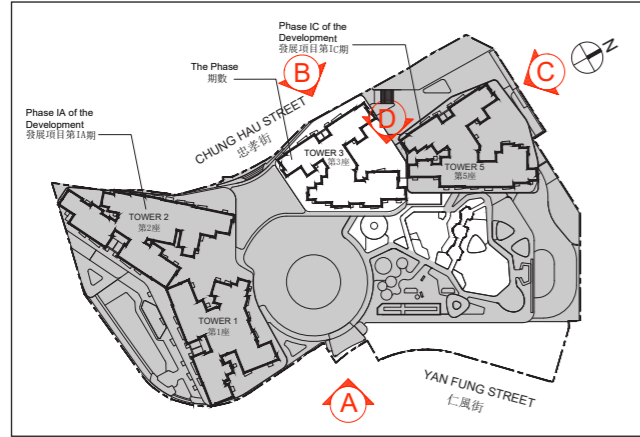 Phase IC of the
Development
發展項目第IC期
N
B
C
The Phase
期數
Phase IA of the
Development
發展項目第IA期
CHUNG HAU STREET
忠孝街
D
TOWER 3
第3座
TOWER 5
第5座
TOWER 2
第2座
TOWER 1
第1座
YAN FUNG STREET
仁風街
A